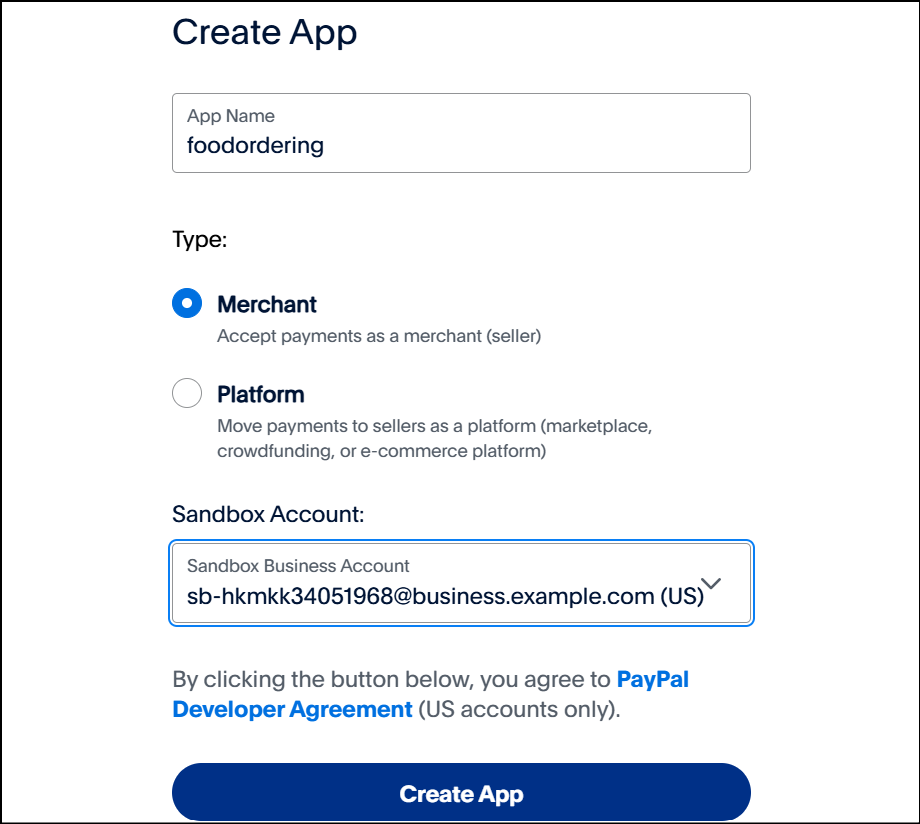 Create App
App Name
foodordering
Type:
Merchant
Accept payments as a merchant (seller)
Platform
Move payments to sellers as a platform (marketplace,
crowdfunding, or e-commerce platform)
Sandbox Account:
Sandbox Business Account
sb-hkmkk34051968@business.example.com (US)
By clicking the button below, you agree to PayPal
Developer Agreement (US accounts only).
Create App